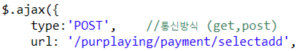 $.ajax({
type:'POST', //통신방식 (get,post)
url: '/purplaying/payment/selectadd',